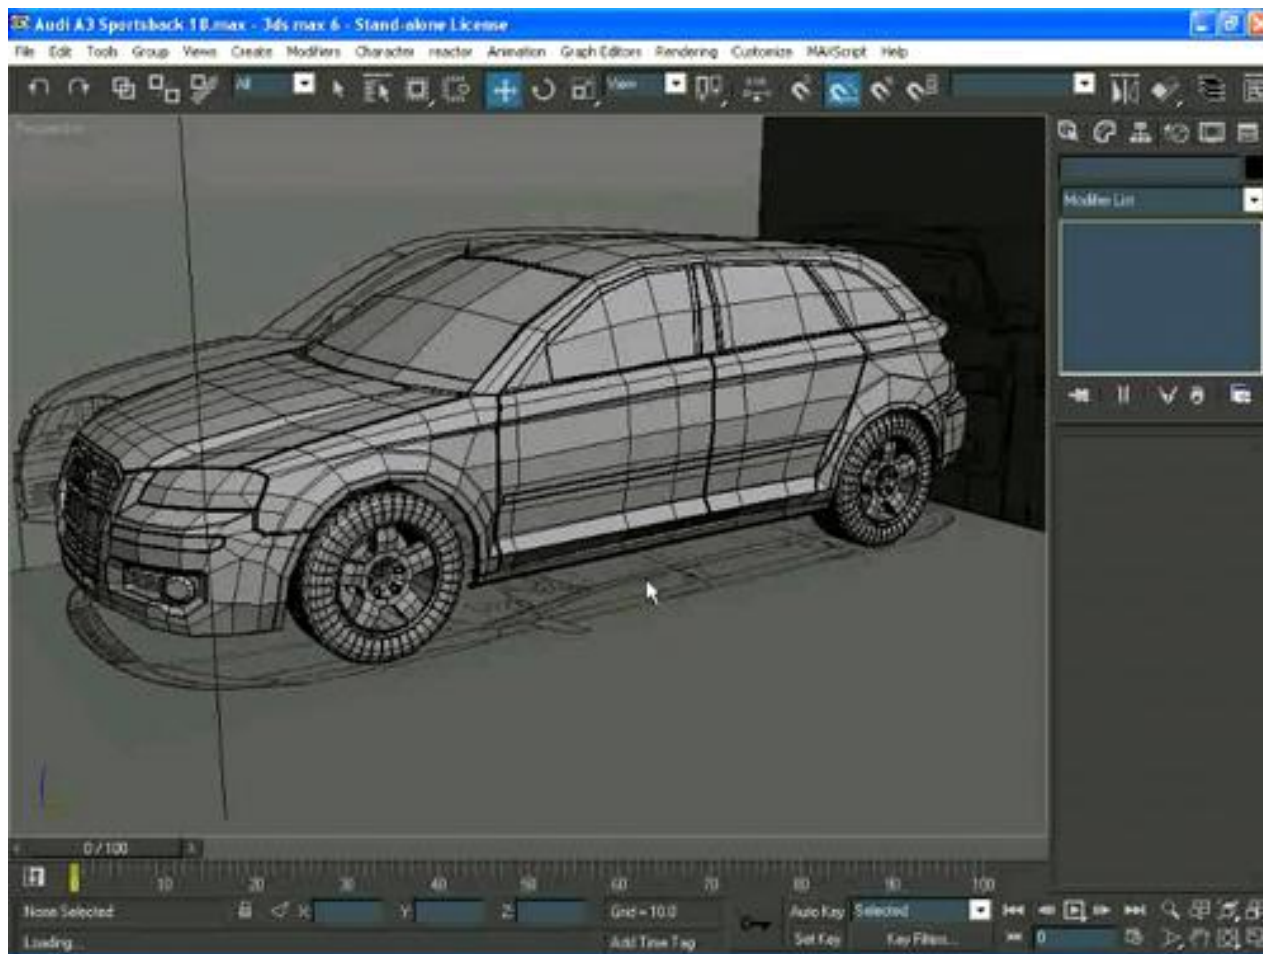 Audi A3 Sportsback 18.max - 3ds max 6 - Stand-alone License
File Edit Tools Group Views Create Modifiers Character reactor Animation Graph Editors Rendering Customize MAXScript Help
All View
Perspective
Modifier List
0 / 100
0 10 20 30 40 50 60 70 80 90 100
None Selected X: Y: Z: Grid = 10.0 Auto Key Selected
Loading... Add Time Tag Set Key Key Filters... 0